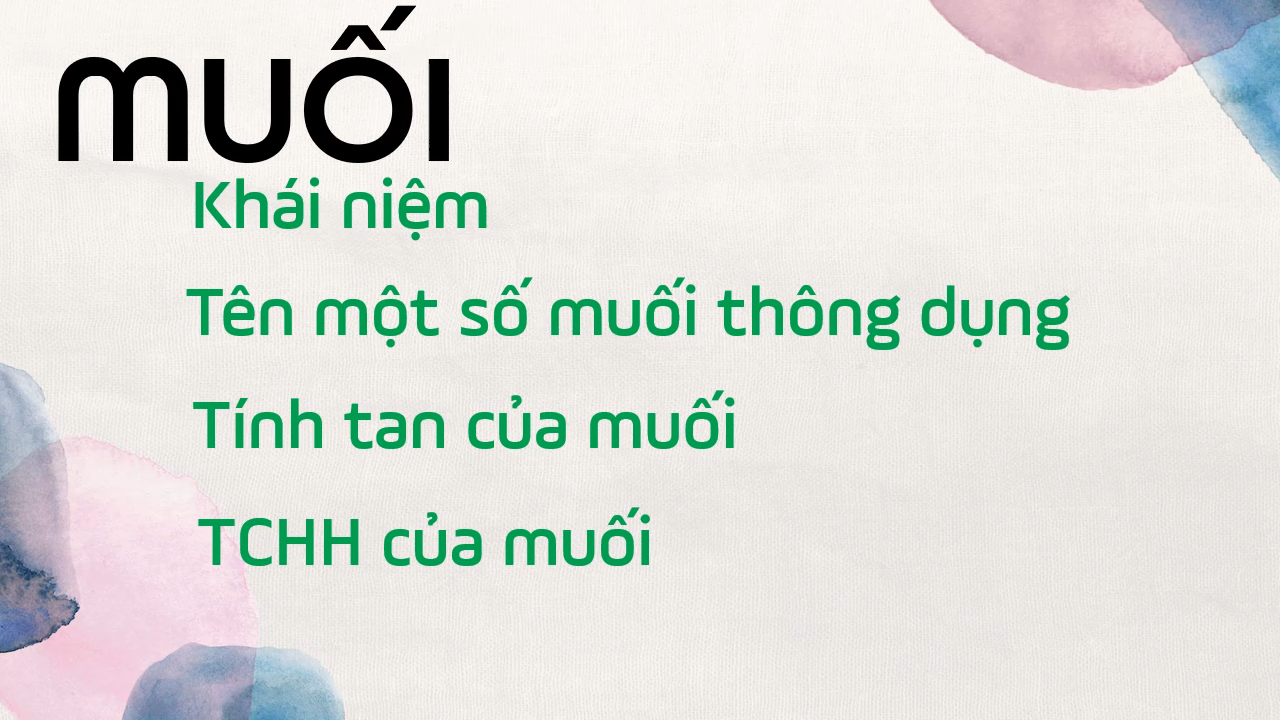 muối
Khái niệm
Tên một số muối thông dụng
Tính tan của muối
TCHH của muối